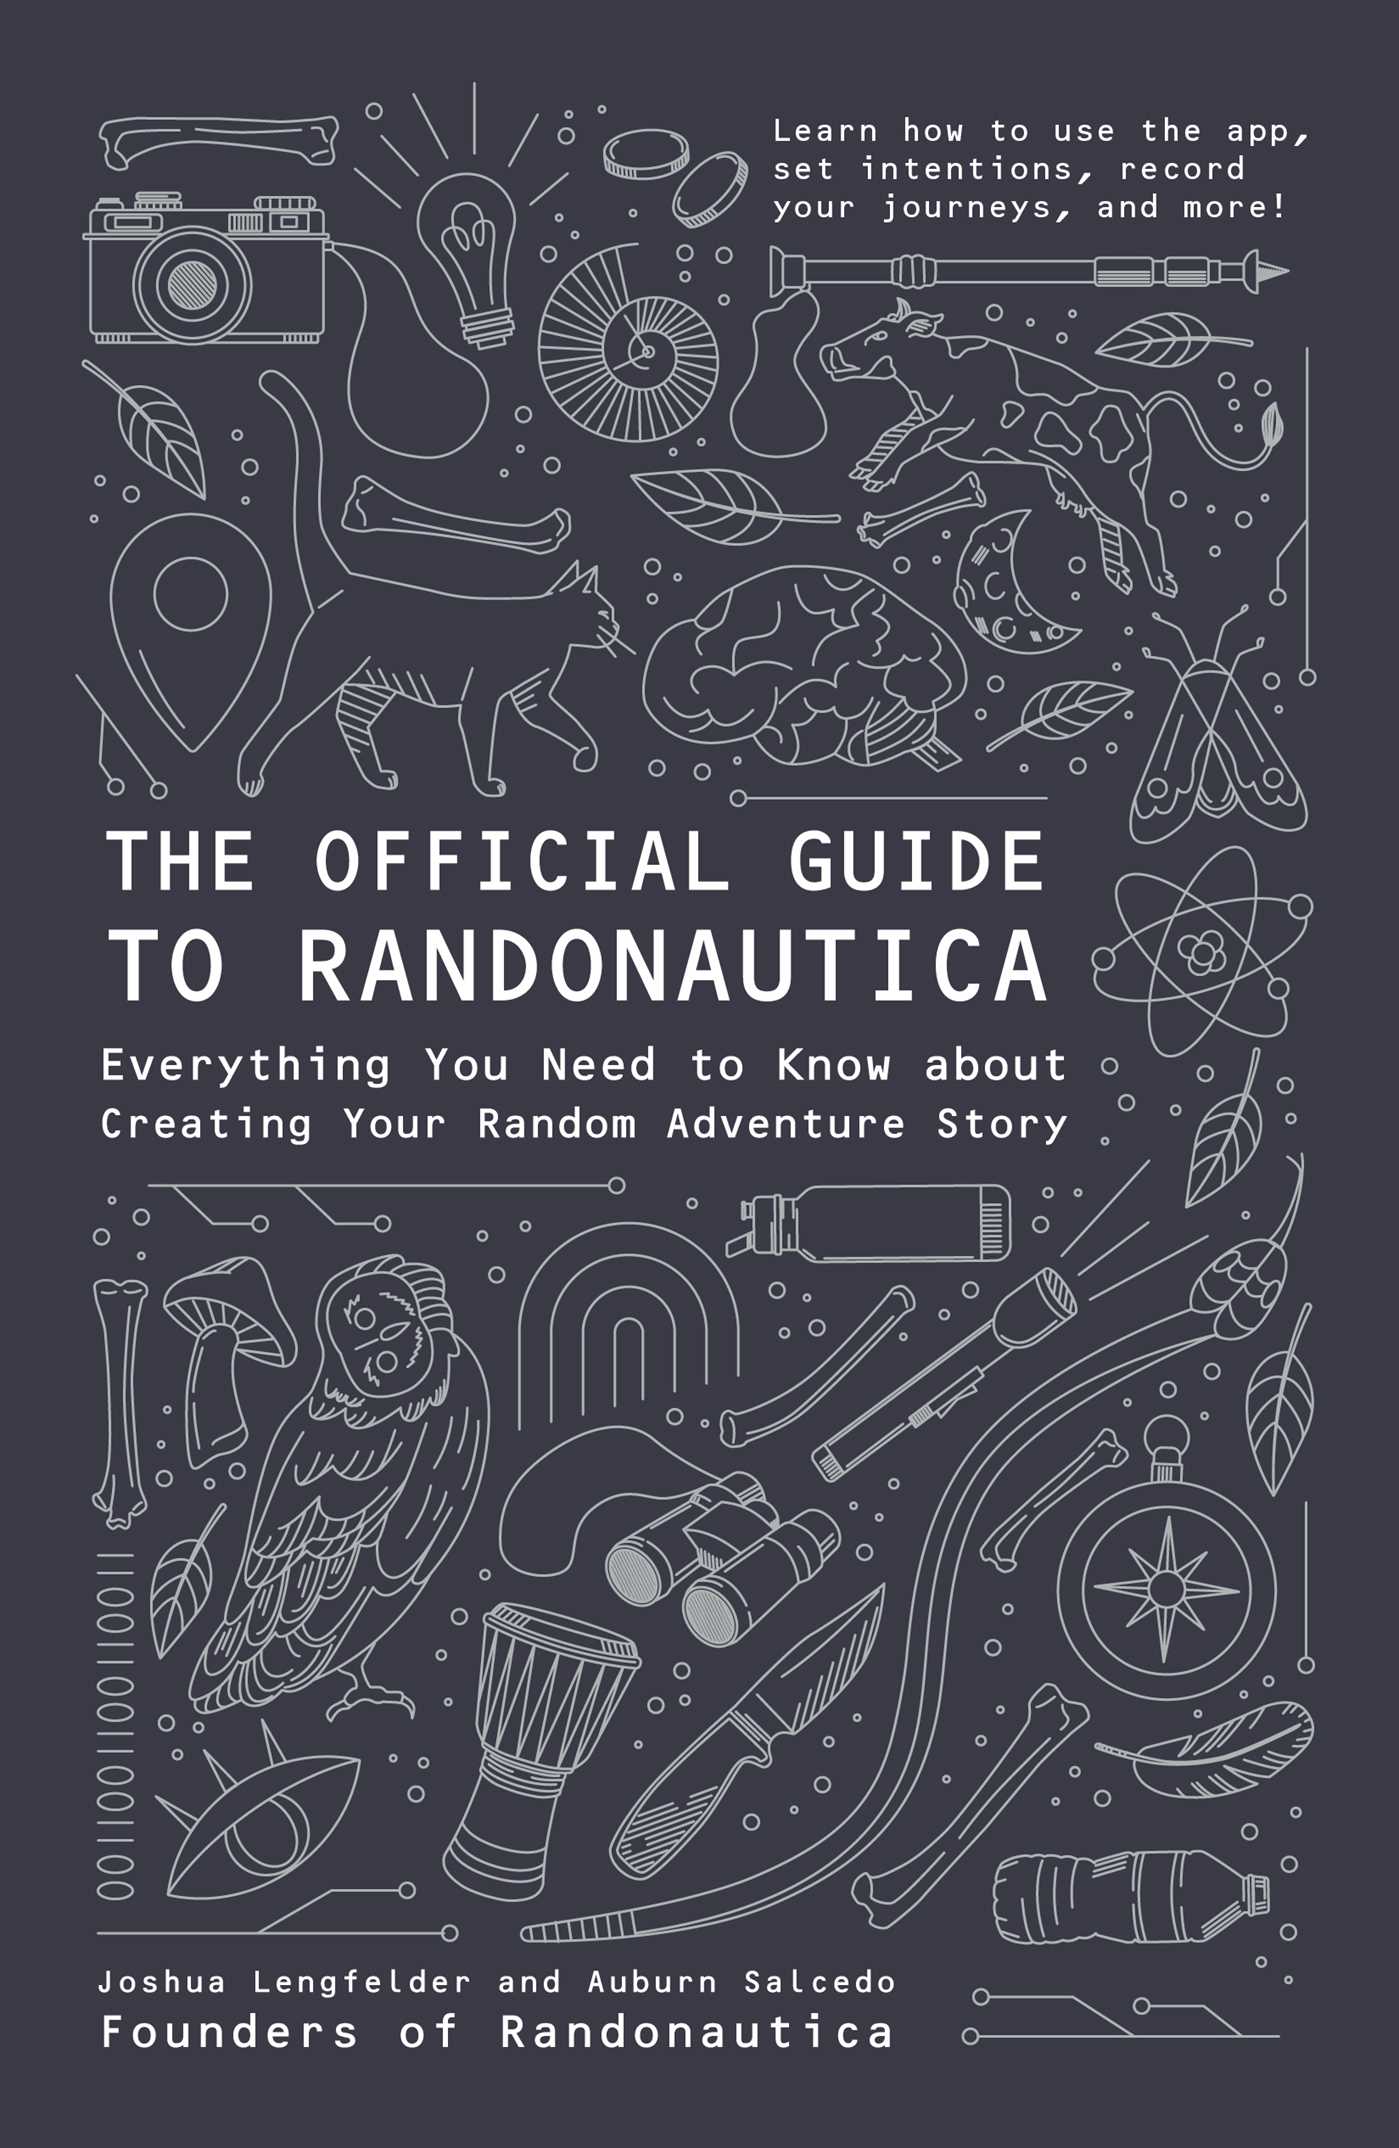 Learn how to use the app,
set intentions, record
your journeys, and more!
THE OFFICIAL GUIDE
TO RANDONAUTICA
Everything You Need to Know about
Creating Your Random Adventure Story
0011001100110011
Joshua Lengfelder and Auburn Salcedo
Founders of Randonautica